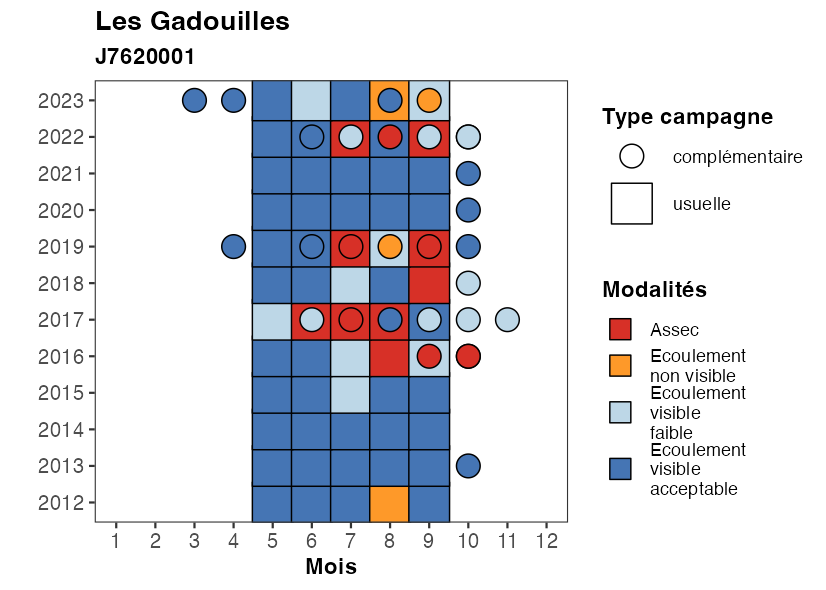 Les Gadouilles
J7620001
2023
2022
2021
2020
2019
2018
2017
2016
2015
2014
2013
2012
1 2 3 4 5 6 7 8 9 10 11 12
Mois
Type campagne
complémentaire
usuelle
Modalités
Assec
Ecoulement
non visible
Ecoulement
visible
faible
Ecoulement
visible
acceptable